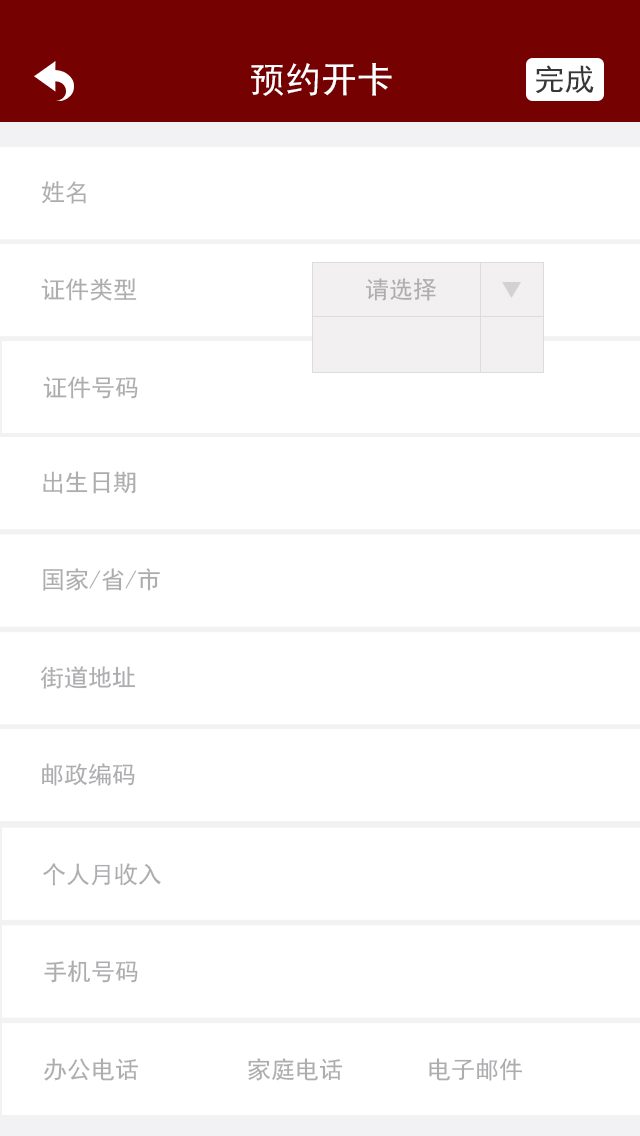 预约开卡 完成
姓名
证件类型 请选择
证件号码
出生日期
国家/省/市
街道地址
邮政编码
个人月收入
手机号码
办公电话 家庭电话 电子邮件